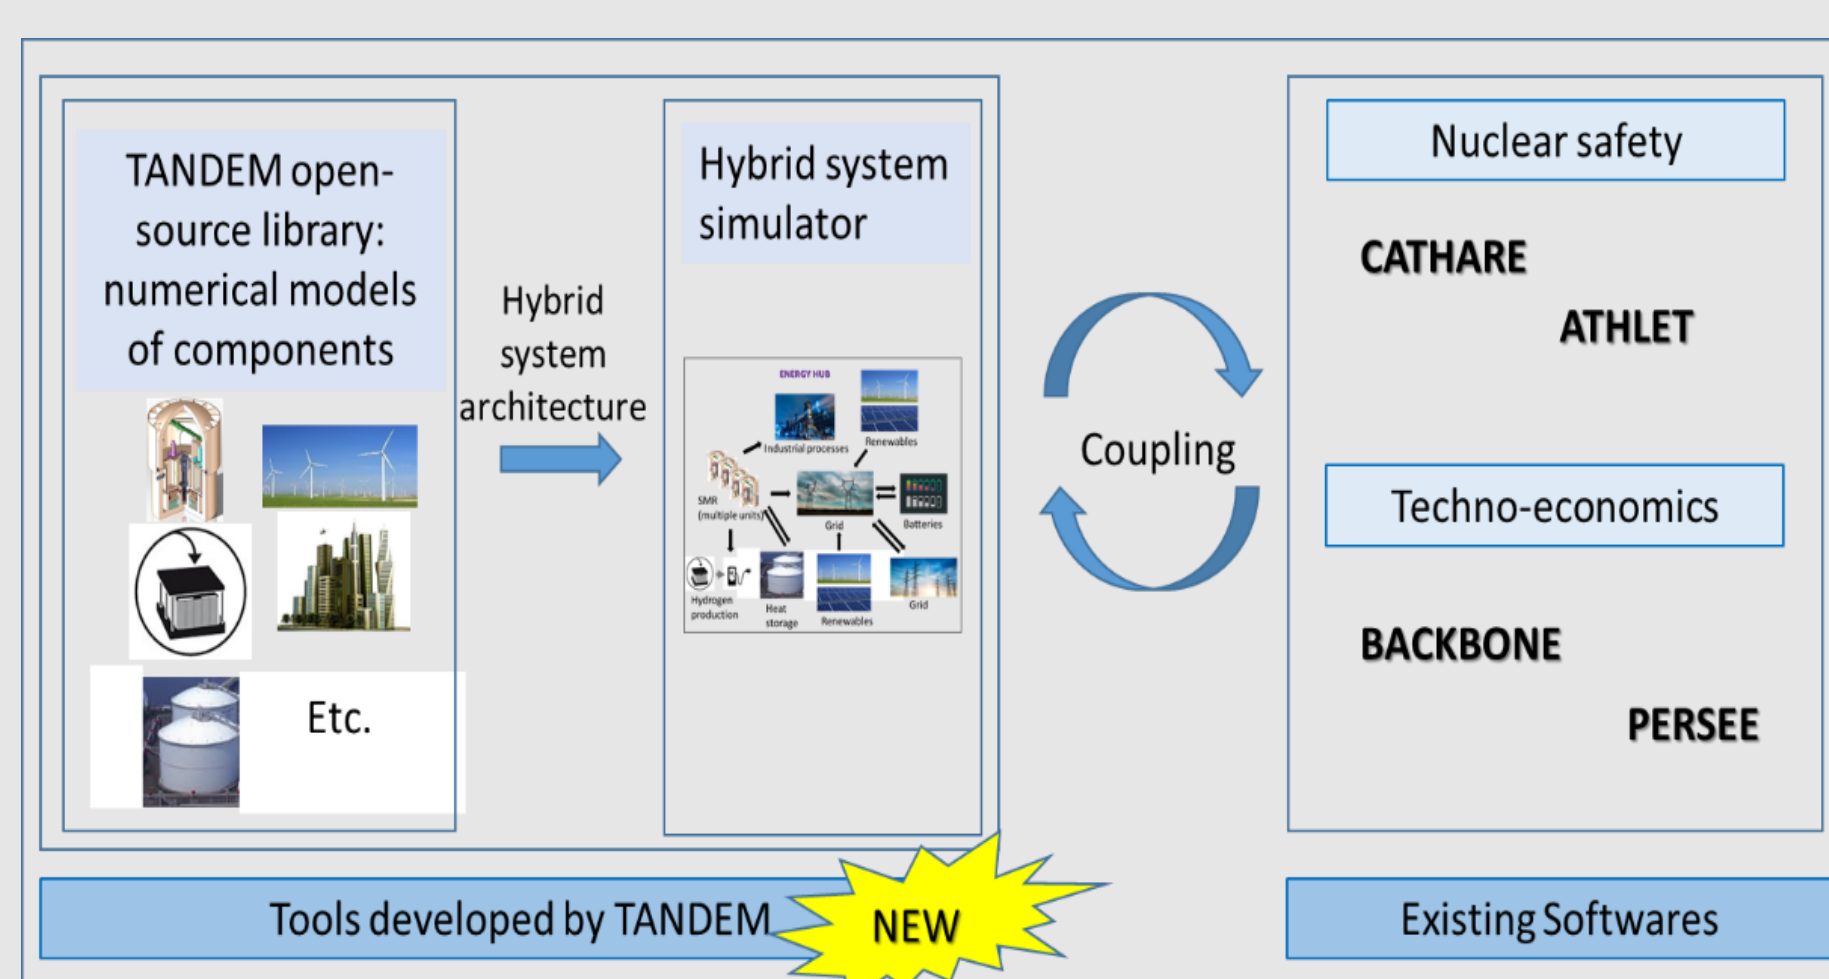 TANDEM open-
source library:
numerical models
of components
Etc.
Hybrid
system
architecture
Hybrid system
simulator
ENERGY HUB
Industrial processes
Renewables
SMR
(multiple units)
Grid
Batteries
Hydrogen
production
Heat
storage
Renewables
Grid
Coupling
Nuclear safety
CATHARE
ATHLET
Techno-economics
BACKBONE
PERSEE
Tools developed by TANDEM
NEW
Existing Softwares